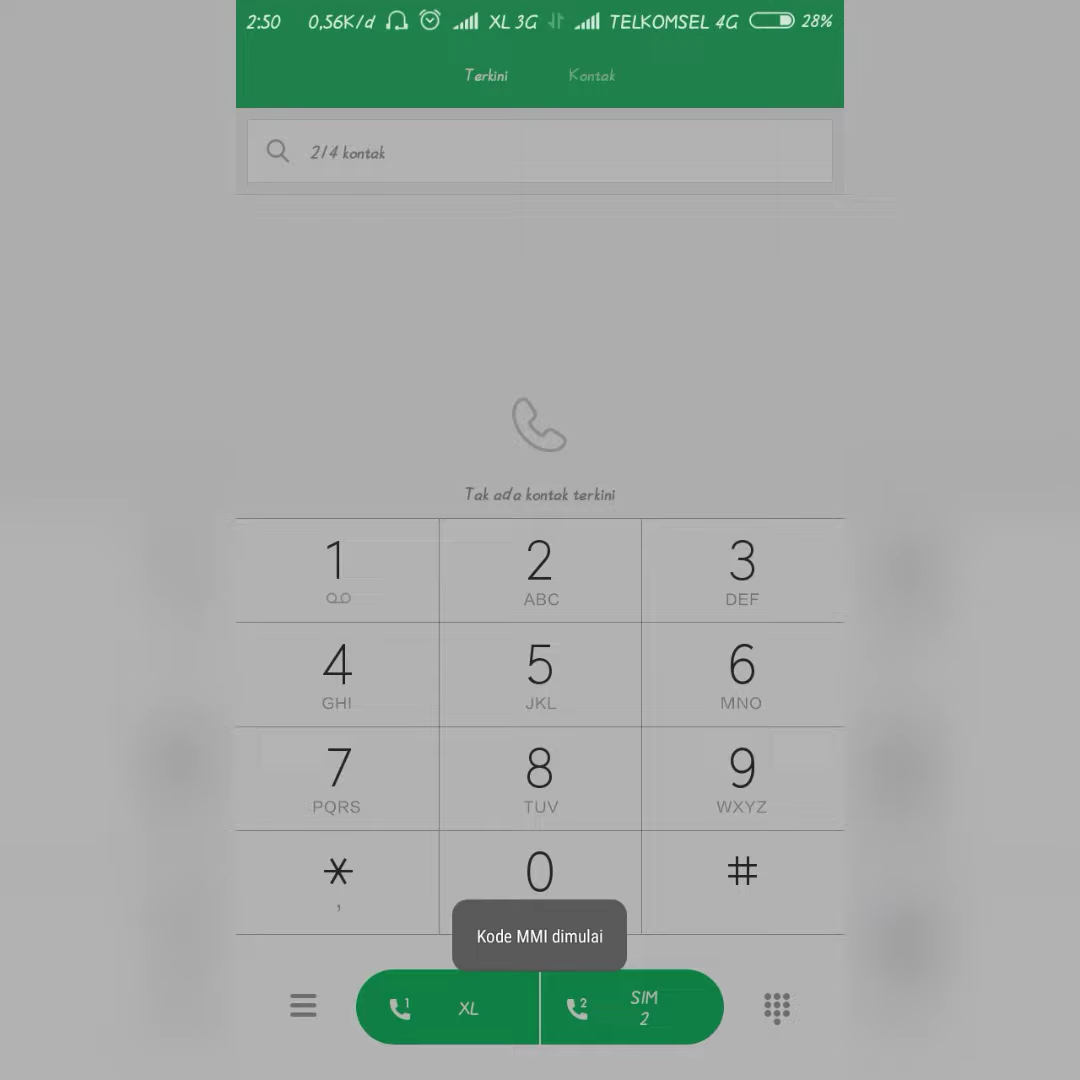 2:50 0,56K/d XL 3G TELKOMSEL 4G 28%
Terkini Kontak
214 kontak
Tak ada kontak terkini
1 2 3
ABC DEF
4 5 6
GHI JKL MNO
7 8 9
PQRS TUV WXYZ
* 0 #
,
Kode MMI dimulai
1 XL 2 SIM
2